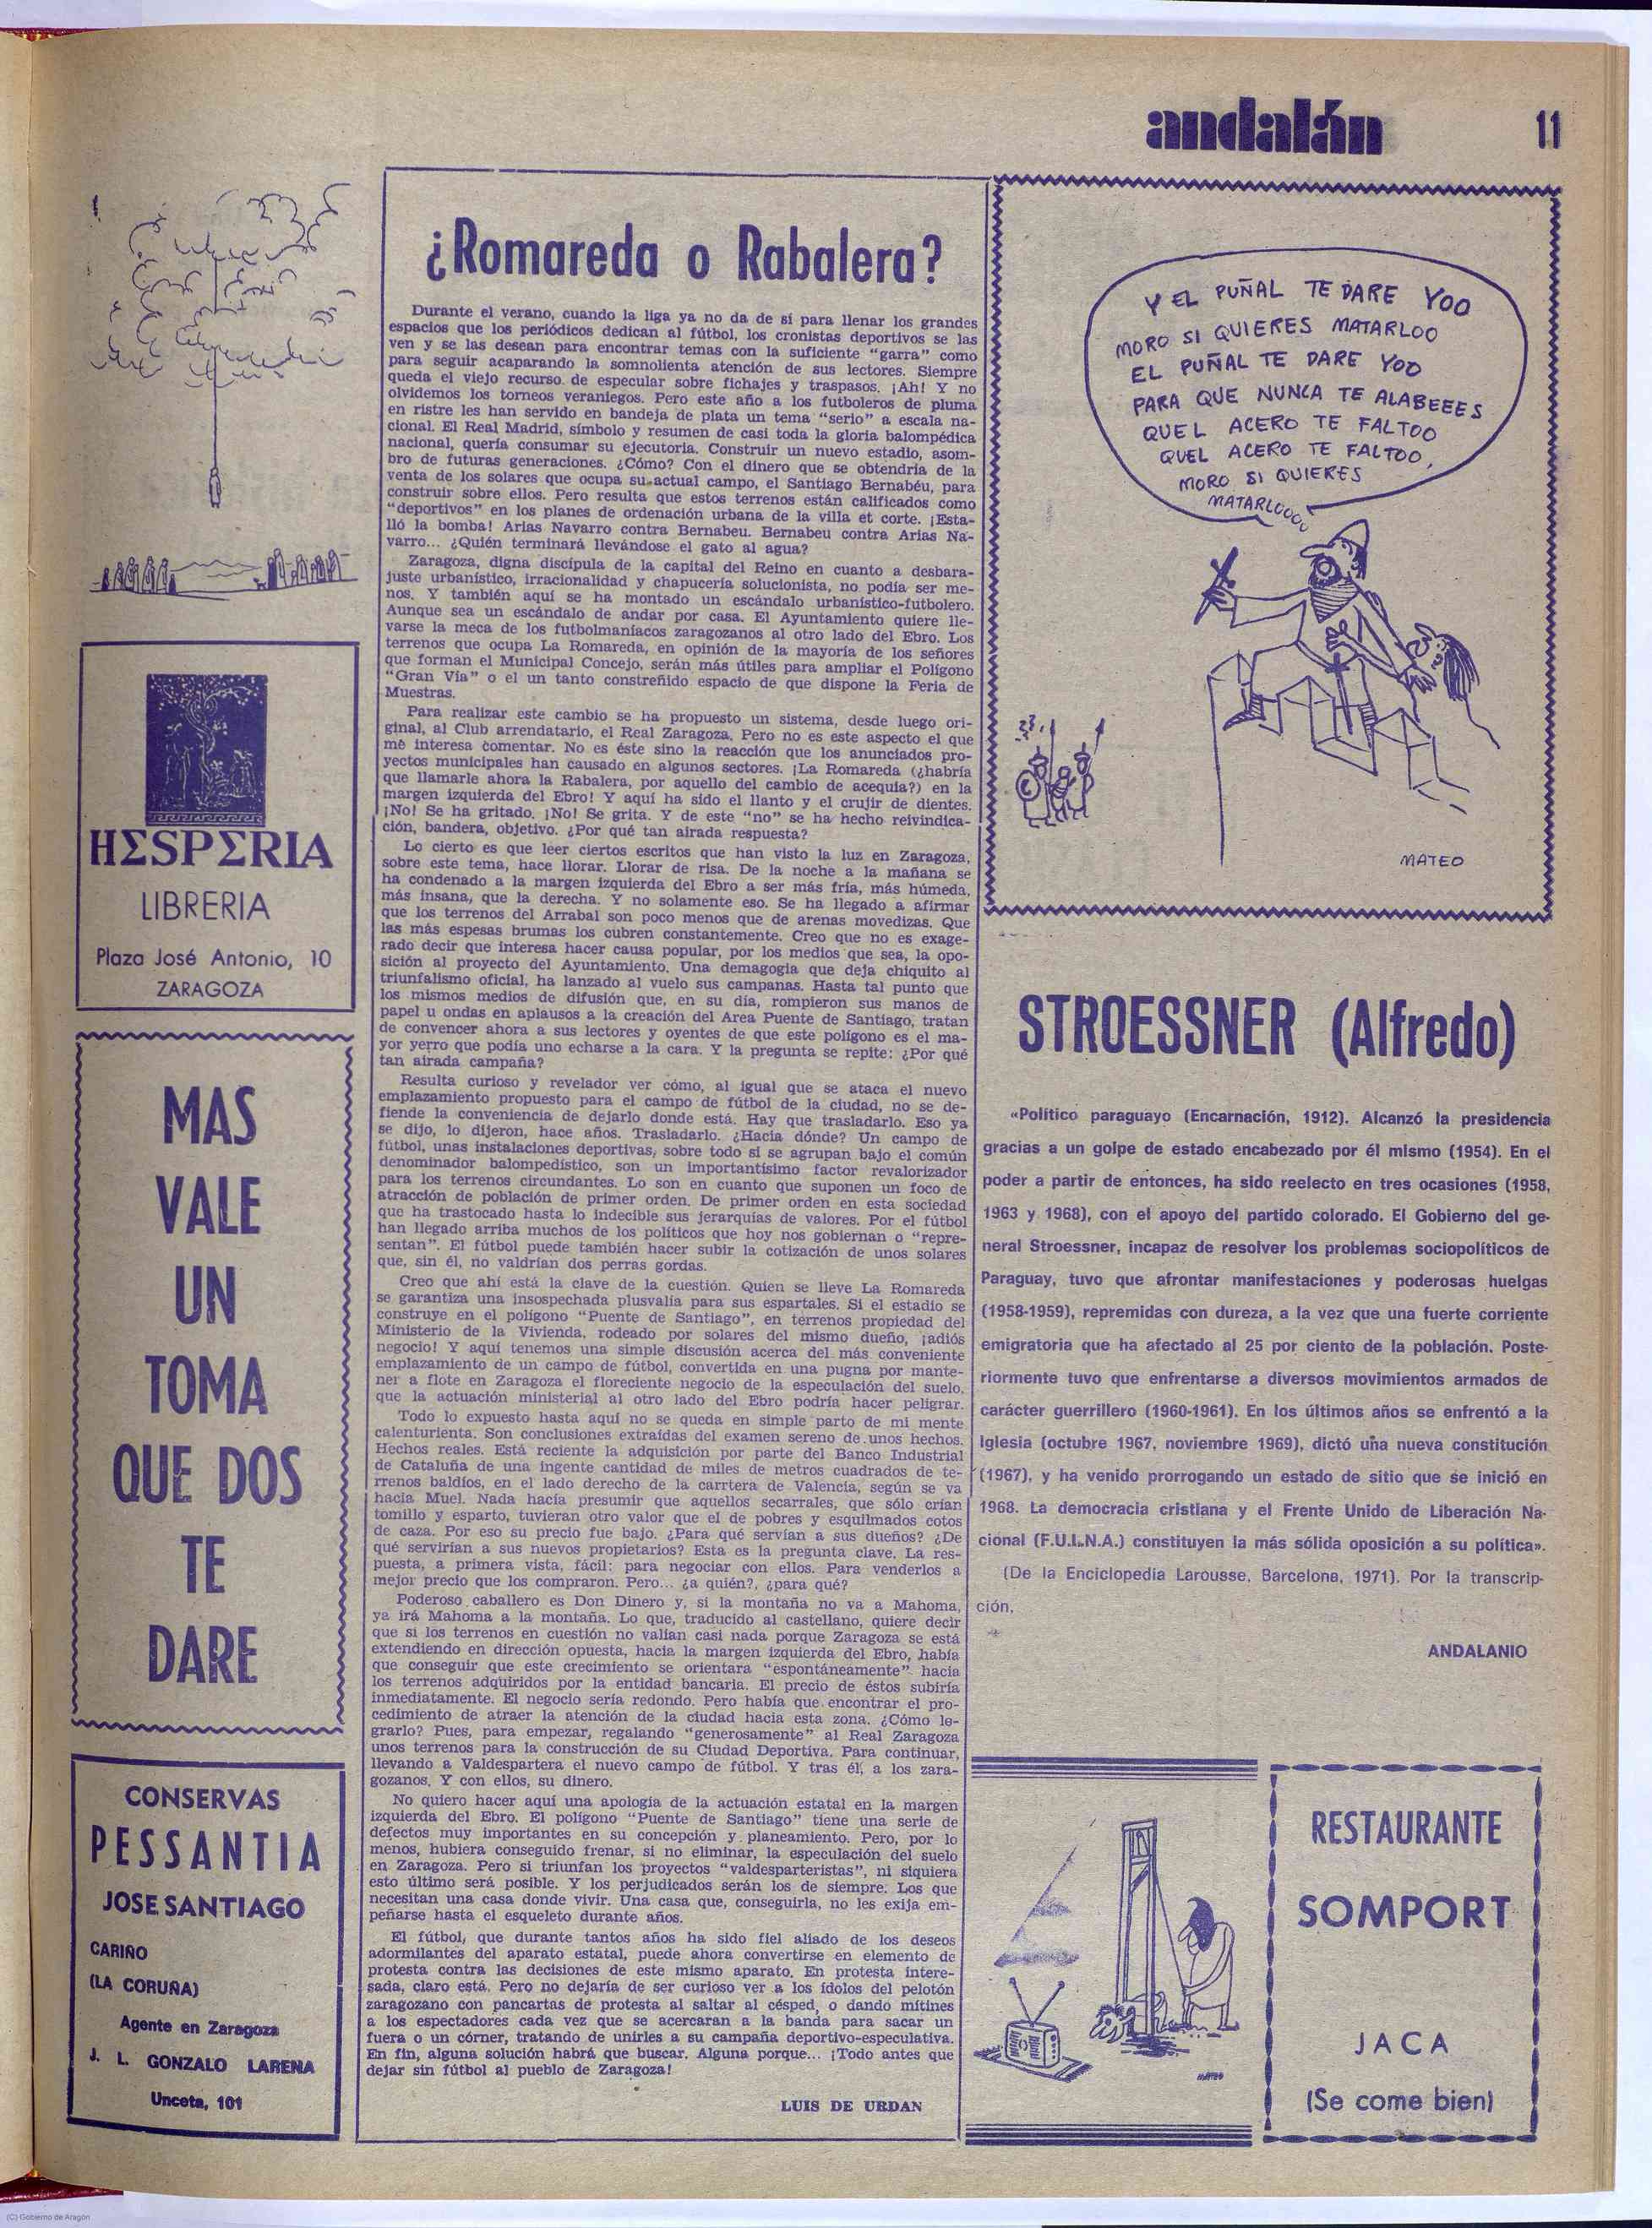 andalán
11
¿Romareda o Rabalera?
Durante el verano, cuando la liga ya no da de sí para llenar los grandes
espacios que los periódicos dedican al fútbol, los cronistas deportivos se las
ven y se las desean para encontrar temas con la suficiente "garra" como
para seguir acaparando la somnolienta atención de sus lectores. Siempre
queda el viejo recurso de especular sobre fichajes y traspasos. ¡Ah! Y no
olvidemos los torneos veraniegos. Pero este año a los futboleros de pluma
en ristre les han servido en bandeja de plata un tema "serio" a escala na-
cional. El Real Madrid, símbolo y resumen de casi toda la gloria balompédica
nacional, quería consumar su ejecutoria. Construir un nuevo estadio, asom-
bro de futuras generaciones. ¿Cómo? Con el dinero que se obtendría de la
venta de los solares que ocupa su actual campo, el Santiago Bernabéu, para
construir sobre ellos. Pero resulta que estos terrenos están calificados como
"deportivos" en los planes de ordenación urbana de la villa et corte. ¡Esta-
lló la bomba! Arias Navarro contra Bernabeu. Bernabeu contra Arias Na-
varro... ¿Quién terminará llevándose el gato al agua?
Zaragoza, digna discípula de la capital del Reino en cuanto a desbara-
juste urbanístico, irracionalidad y chapucería solucionista, no podía ser me-
nos. Y también aquí se ha montado un escándalo urbanístico-futbolero.
Aunque sea un escándalo de andar por casa. El Ayuntamiento quiere lle-
varse la meca de los futbolmaníacos zaragozanos al otro lado del Ebro. Los
terrenos que ocupa La Romareda, en opinión de la mayoría de los señores
que forman el Municipal Concejo, serán más útiles para ampliar el Polígono
"Gran Vía" o el un tanto constreñido espacio de que dispone la Feria de
Muestras.
Para realizar este cambio se ha propuesto un sistema, desde luego ori-
ginal, al Club arrendatario, el Real Zaragoza. Pero no es este aspecto el que
me interesa comentar. No es éste sino la reacción que los anunciados pro-
yectos municipales han causado en algunos sectores. ¡La Romareda (¿habría
que llamarle ahora la Rabalera, por aquello del cambio de acequia?) en la
margen izquierda del Ebro! Y aquí ha sido el llanto y el crujir de dientes.
¡No! Se ha gritado. ¡No! Se grita. Y de este "no" se ha hecho reivindica-
ción, bandera, objetivo. ¿Por qué tan airada respuesta?
Lo cierto es que leer ciertos escritos que han visto la luz en Zaragoza,
sobre este tema, hace llorar. Llorar de risa. De la noche a la mañana se
ha condenado a la margen izquierda del Ebro a ser más fría, más húmeda,
más insana, que la derecha. Y no solamente eso. Se ha llegado a afirmar
que los terrenos del Arrabal son poco menos que de arenas movedizas. Que
las más espesas brumas los cubren constantemente. Creo que no es exage-
rado decir que interesa hacer causa popular, por los medios que sea, la opo-
sición al proyecto del Ayuntamiento. Una demagogia que deja chiquito al
triunfalismo oficial, ha lanzado al vuelo sus campanas. Hasta tal punto que
los mismos medios de difusión que, en su día, rompieron sus manos de
papel u ondas en aplausos a la creación del Area Puente de Santiago, tratan
de convencer ahora a sus lectores y oyentes de que este polígono es el ma-
yor yerro que podía uno echarse a la cara. Y la pregunta se repite: ¿Por qué
tan airada campaña?
Resulta curioso y revelador ver cómo, al igual que se ataca el nuevo
emplazamiento propuesto para el campo de fútbol de la ciudad, no se de-
fiende la conveniencia de dejarlo donde está. Hay que trasladarlo. Eso ya
se dijo, lo dijeron, hace años. Trasladarlo. ¿Hacia dónde? Un campo de
fútbol, unas instalaciones deportivas, sobre todo si se agrupan bajo el común
denominador balompedístico, son un importantísimo factor revalorizador
para los terrenos circundantes. Lo son en cuanto que suponen un foco de
atracción de población de primer orden. De primer orden en esta sociedad
que ha trastocado hasta lo indecible sus jerarquías de valores. Por el fútbol
han llegado arriba muchos de los políticos que hoy nos gobiernan o "repre-
sentan". El fútbol puede también hacer subir la cotización de unos solares
que, sin él, no valdrían dos perras gordas.
Creo que ahí está la clave de la cuestión. Quien se lleve La Romareda
se garantiza una insospechada plusvalía para sus espartales. Si el estadio se
construye en el polígono "Puente de Santiago", en terrenos propiedad del
Ministerio de la Vivienda, rodeado por solares del mismo dueño, ¡adiós
negocio! Y aquí tenemos una simple discusión acerca del más conveniente
emplazamiento de un campo de fútbol, convertida en una pugna por mante-
ner a flote en Zaragoza el floreciente negocio de la especulación del suelo,
que la actuación ministerial al otro lado del Ebro podría hacer peligrar.
Todo lo expuesto hasta aquí no se queda en simple parto de mi mente
calenturienta. Son conclusiones extraídas del examen sereno de unos hechos.
Hechos reales. Está reciente la adquisición por parte del Banco Industrial
de Cataluña de una ingente cantidad de miles de metros cuadrados de te-
rrenos baldíos, en el lado derecho de la carrtera de Valencia, según se va
hacia Muel. Nada hacía presumir que aquellos secarrales, que sólo crían
tomillo y esparto, tuvieran otro valor que el de pobres y esquilmados cotos
de caza. Por eso su precio fue bajo. ¿Para qué servían a sus dueños? ¿De
qué servirían a sus nuevos propietarios? Esta es la pregunta clave. La res-
puesta, a primera vista, fácil: para negociar con ellos. Para venderlos a
mejor precio que los compraron. Pero... ¿a quién?, ¿para qué?
Poderoso caballero es Don Dinero y, si la montaña no va a Mahoma,
ya irá Mahoma a la montaña. Lo que, traducido al castellano, quiere decir
que si los terrenos en cuestión no valían casi nada porque Zaragoza se está
extendiendo en dirección opuesta, hacia la margen izquierda del Ebro, había
que conseguir que este crecimiento se orientara "espontáneamente" hacia
los terrenos adquiridos por la entidad bancaria. El precio de éstos subiría
inmediatamente. El negocio sería redondo. Pero había que encontrar el pro-
cedimiento de atraer la atención de la ciudad hacia esta zona. ¿Cómo lo-
grarlo? Pues, para empezar, regalando "generosamente" al Real Zaragoza
unos terrenos para la construcción de su Ciudad Deportiva. Para continuar,
llevando a Valdespartera el nuevo campo de fútbol. Y tras él, a los zara-
gozanos. Y con ellos, su dinero.
No quiero hacer aquí una apología de la actuación estatal en la margen
izquierda del Ebro. El polígono "Puente de Santiago" tiene una serie de
defectos muy importantes en su concepción y planeamiento. Pero, por lo
menos, hubiera conseguido frenar, si no eliminar, la especulación del suelo
en Zaragoza. Pero si triunfan los proyectos "valdesparteristas", ni siquiera
esto último será posible. Y los perjudicados serán los de siempre. Los que
necesitan una casa donde vivir. Una casa que, conseguirla, no les exija em-
peñarse hasta el esqueleto durante años.
El fútbol, que durante tantos años ha sido fiel aliado de los deseos
adormilantes del aparato estatal, puede ahora convertirse en elemento de
protesta contra las decisiones de este mismo aparato. En protesta intere-
sada, claro está. Pero no dejaría de ser curioso ver a los ídolos del pelotón
zaragozano con pancartas de protesta al saltar al césped, o dando mítines
a los espectadores cada vez que se acercaran a la banda para sacar un
fuera o un córner, tratando de unirles a su campaña deportivo-especulativa.
En fin, alguna solución habrá que buscar. Alguna porque... ¡Todo antes que
dejar sin fútbol al pueblo de Zaragoza!
LUIS DE URDAN
HΣSPΣRIA
LIBRERIA
Plaza José Antonio, 10
ZARAGOZA
MAS
VALE
UN
TOMA
QUE DOS
TE
DARE
CONSERVAS
PESSANTIA
JOSE SANTIAGO
CARIÑO
(LA CORUÑA)
Agente en Zaragoza
J. L. GONZALO LARENA
Unceta, 101
Y EL PUÑAL TE DARE YOO
MORO SI QUIERES MATARLOO
EL PUÑAL TE DARE YOO
PARA QUE NUNCA TE ALABEEES
QUEL ACERO TE FALTOO
QUEL ACERO TE FALTOO,
MORO SI QUIERES
MATARLOOOO
MATEO
STROESSNER (Alfredo)
«Político paraguayo (Encarnación, 1912). Alcanzó la presidencia
gracias a un golpe de estado encabezado por él mismo (1954). En el
poder a partir de entonces, ha sido reelecto en tres ocasiones (1958,
1963 y 1968), con el apoyo del partido colorado. El Gobierno del ge-
neral Stroessner, incapaz de resolver los problemas sociopolíticos de
Paraguay, tuvo que afrontar manifestaciones y poderosas huelgas
(1958-1959), reprimidas con dureza, a la vez que una fuerte corriente
emigratoria que ha afectado al 25 por ciento de la población. Poste-
riormente tuvo que enfrentarse a diversos movimientos armados de
carácter guerrillero (1960-1961). En los últimos años se enfrentó a la
Iglesia (octubre 1967, noviembre 1969), dictó una nueva constitución
(1967), y ha venido prorrogando un estado de sitio que se inició en
1968. La democracia cristiana y el Frente Unido de Liberación Na-
cional (F.U.L.N.A.) constituyen la más sólida oposición a su política».
(De la Enciclopedia Larousse, Barcelona, 1971). Por la transcrip-
ción,
ANDALANIO
MATEO
RESTAURANTE
SOMPORT
JACA
(Se come bien)
(C) Gobierno de Aragón